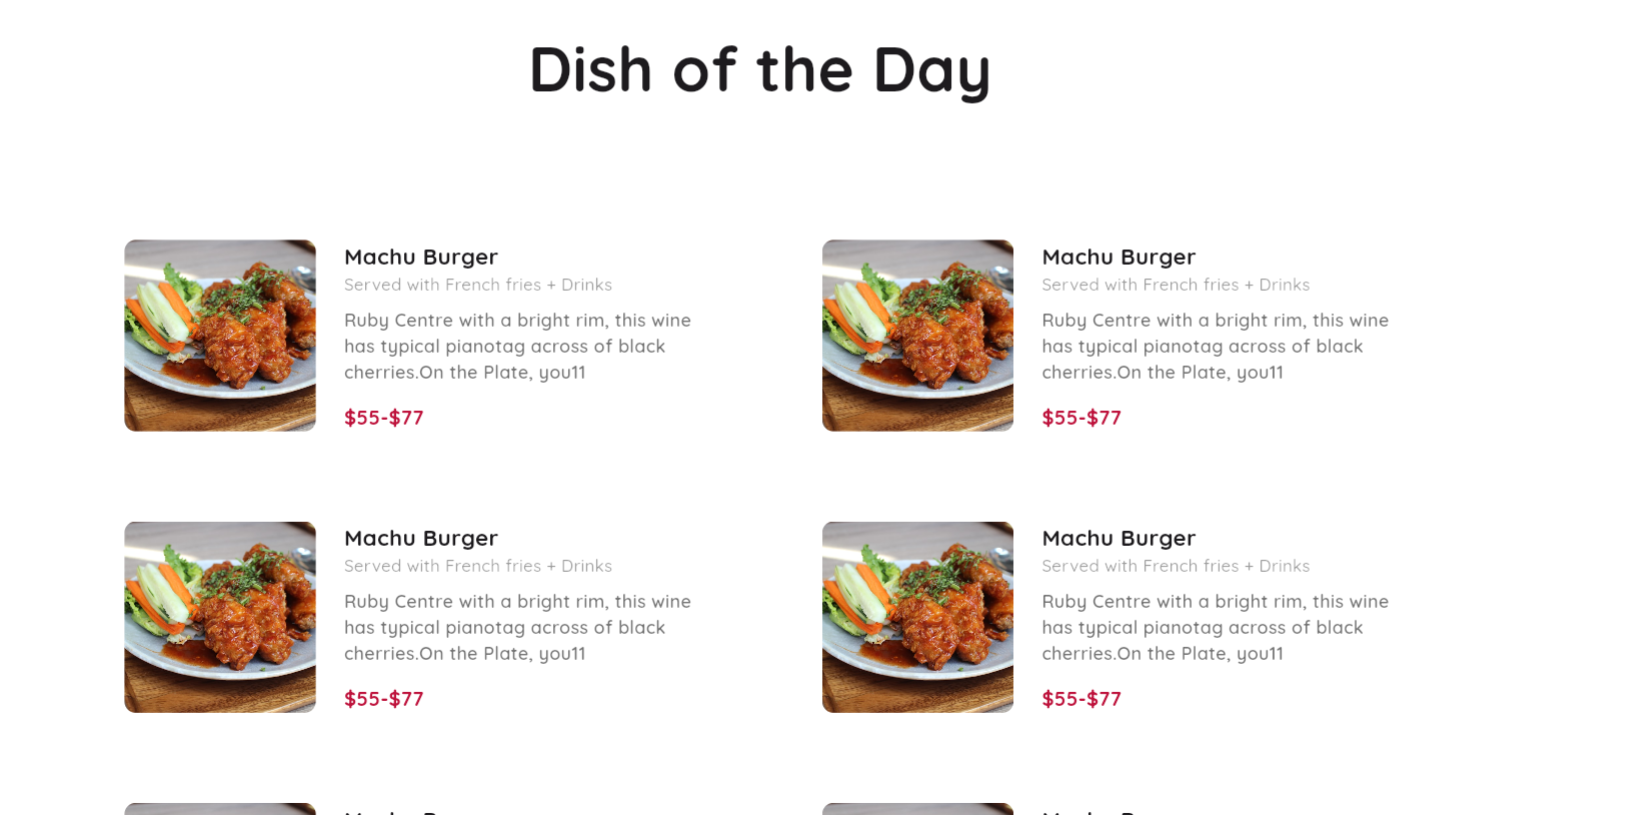 Dish of the Day
Machu Burger
Served with French fries + Drinks
Ruby Centre with a bright rim, this wine
has typical pianotag across of black
cherries.On the Plate, you11
$55-$77
Machu Burger
Served with French fries + Drinks
Ruby Centre with a bright rim, this wine
has typical pianotag across of black
cherries.On the Plate, you11
$55-$77
Machu Burger
Served with French fries + Drinks
Ruby Centre with a bright rim, this wine
has typical pianotag across of black
cherries.On the Plate, you11
$55-$77
Machu Burger
Served with French fries + Drinks
Ruby Centre with a bright rim, this wine
has typical pianotag across of black
cherries.On the Plate, you11
$55-$77